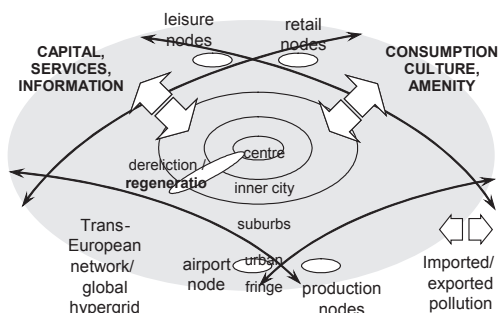 leisure
nodes
retail
nodes
CAPITAL,
SERVICES,
INFORMATION
CONSUMPTION
CULTURE,
AMENITY
centre
dereliction /
regeneratio
inner city
suburbs
Trans-
European
network/
global
hypergrid
airport
node
urban
fringe
production
nodes
Imported/
exported
pollution